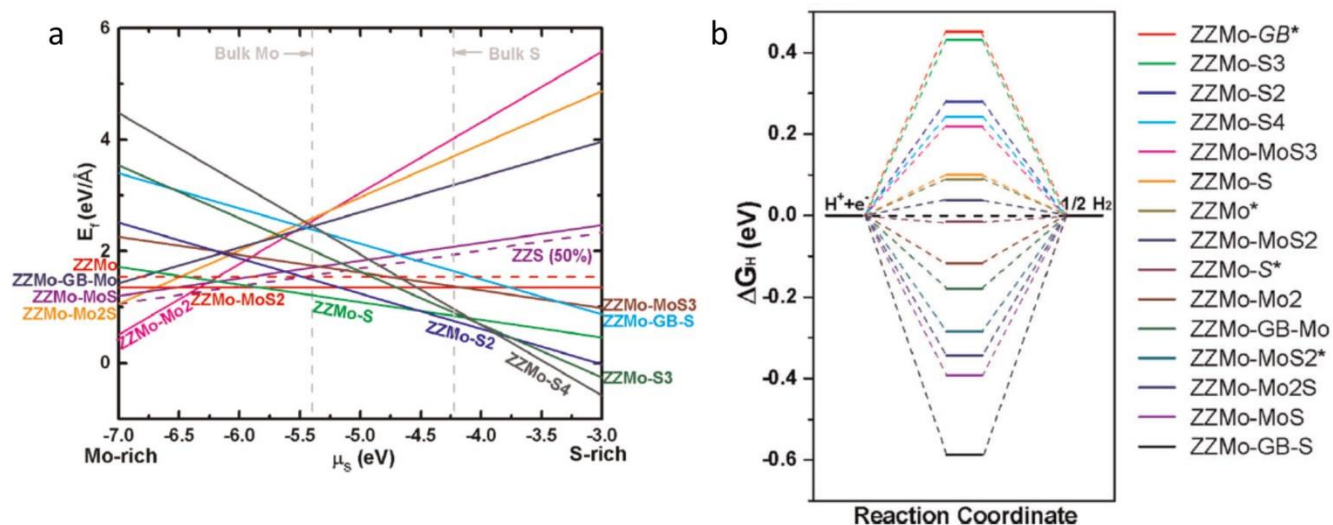 a
6
4
2
0
E_f (eV/Å)
Bulk Mo
Bulk S
ZZMo
ZZMo-GB-Mo
ZZMo-MoS
ZZMo-Mo2S
ZZMo-Mo2
ZZMo-MoS2
ZZMo-S
ZZMo-S2
ZZMo-S4
ZZS (50%)
ZZMo-MoS3
ZZMo-GB-S
ZZMo-S3
-7.0 -6.5 -6.0 -5.5 -5.0 -4.5 -4.0 -3.5 -3.0
Mo-rich μ_S (eV) S-rich
b
0.4
0.2
0.0
-0.2
-0.4
-0.6
ΔG_H (eV)
H⁺+e⁻
1/2 H₂
Reaction Coordinate
ZZMo-GB*
ZZMo-S3
ZZMo-S2
ZZMo-S4
ZZMo-MoS3
ZZMo-S
ZZMo*
ZZMo-MoS2
ZZMo-S*
ZZMo-Mo2
ZZMo-GB-Mo
ZZMo-MoS2*
ZZMo-Mo2S
ZZMo-MoS
ZZMo-GB-S